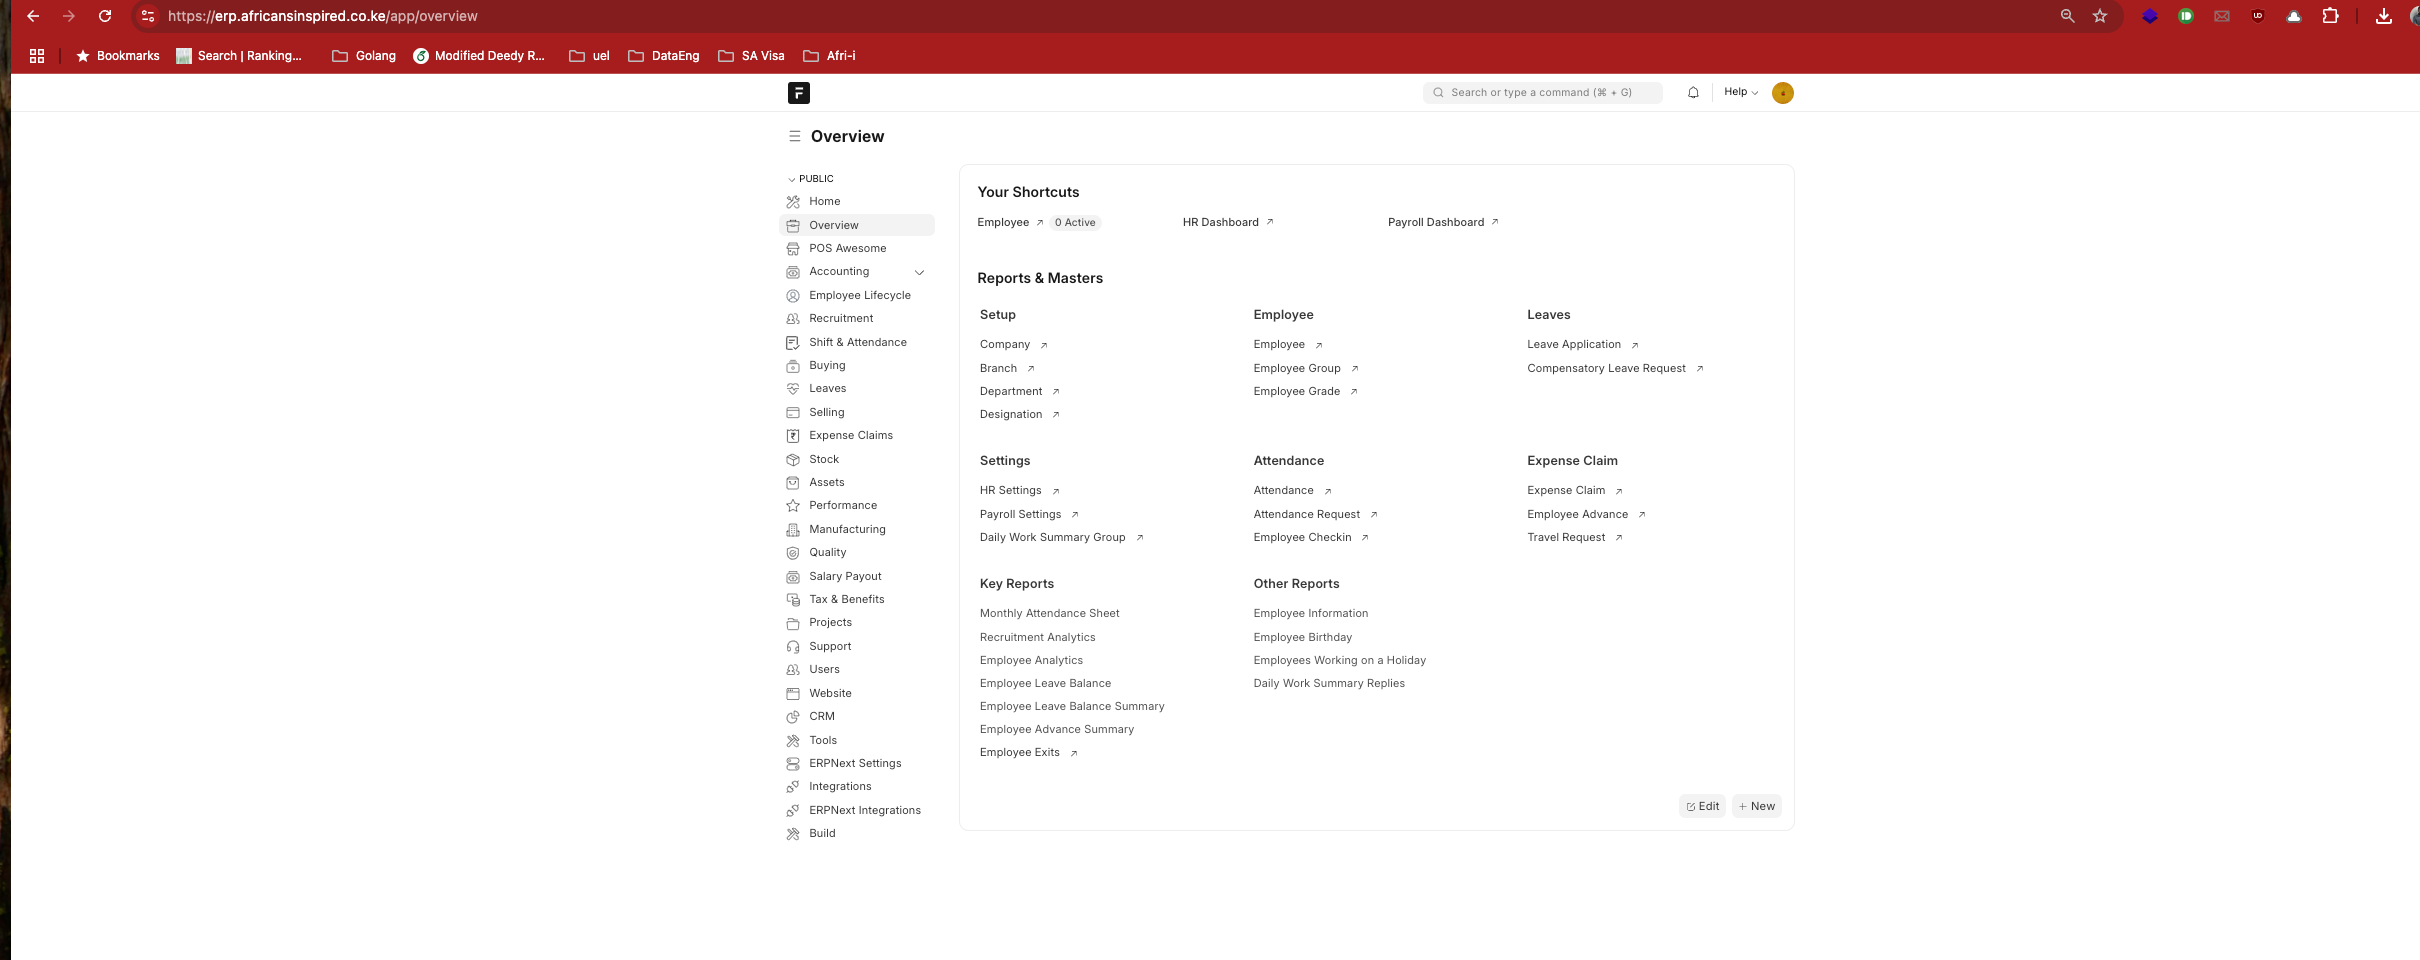 https://erp.africansinspired.co.ke/app/overview
Bookmarks
Search | Ranking...
Golang
Modified Deedy R...
uel
DataEng
SA Visa
Afri-i
Search or type a command (⌘ + G)
Help
Overview
PUBLIC
Home
Overview
POS Awesome
Accounting
Employee Lifecycle
Recruitment
Shift & Attendance
Buying
Leaves
Selling
Expense Claims
Stock
Assets
Performance
Manufacturing
Quality
Salary Payout
Tax & Benefits
Projects
Support
Users
Website
CRM
Tools
ERPNext Settings
Integrations
ERPNext Integrations
Build
Your Shortcuts
Employee 0 Active
HR Dashboard
Payroll Dashboard
Reports & Masters
Setup
Company
Branch
Department
Designation
Employee
Employee
Employee Group
Employee Grade
Leaves
Leave Application
Compensatory Leave Request
Settings
HR Settings
Payroll Settings
Daily Work Summary Group
Attendance
Attendance
Attendance Request
Employee Checkin
Expense Claim
Expense Claim
Employee Advance
Travel Request
Key Reports
Monthly Attendance Sheet
Recruitment Analytics
Employee Analytics
Employee Leave Balance
Employee Leave Balance Summary
Employee Advance Summary
Employee Exits
Other Reports
Employee Information
Employee Birthday
Employees Working on a Holiday
Daily Work Summary Replies
Edit
+ New